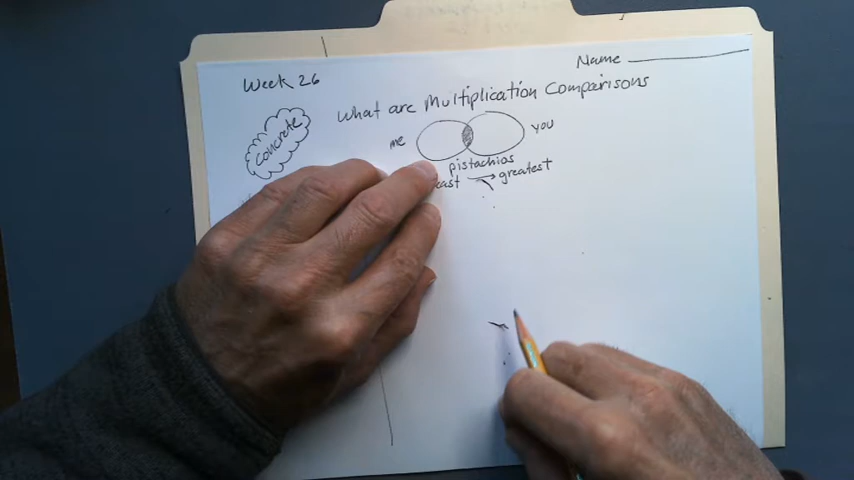 Week 26
Name
What are Multiplication Comparisons
concrete
me
you
pistachios
greatest